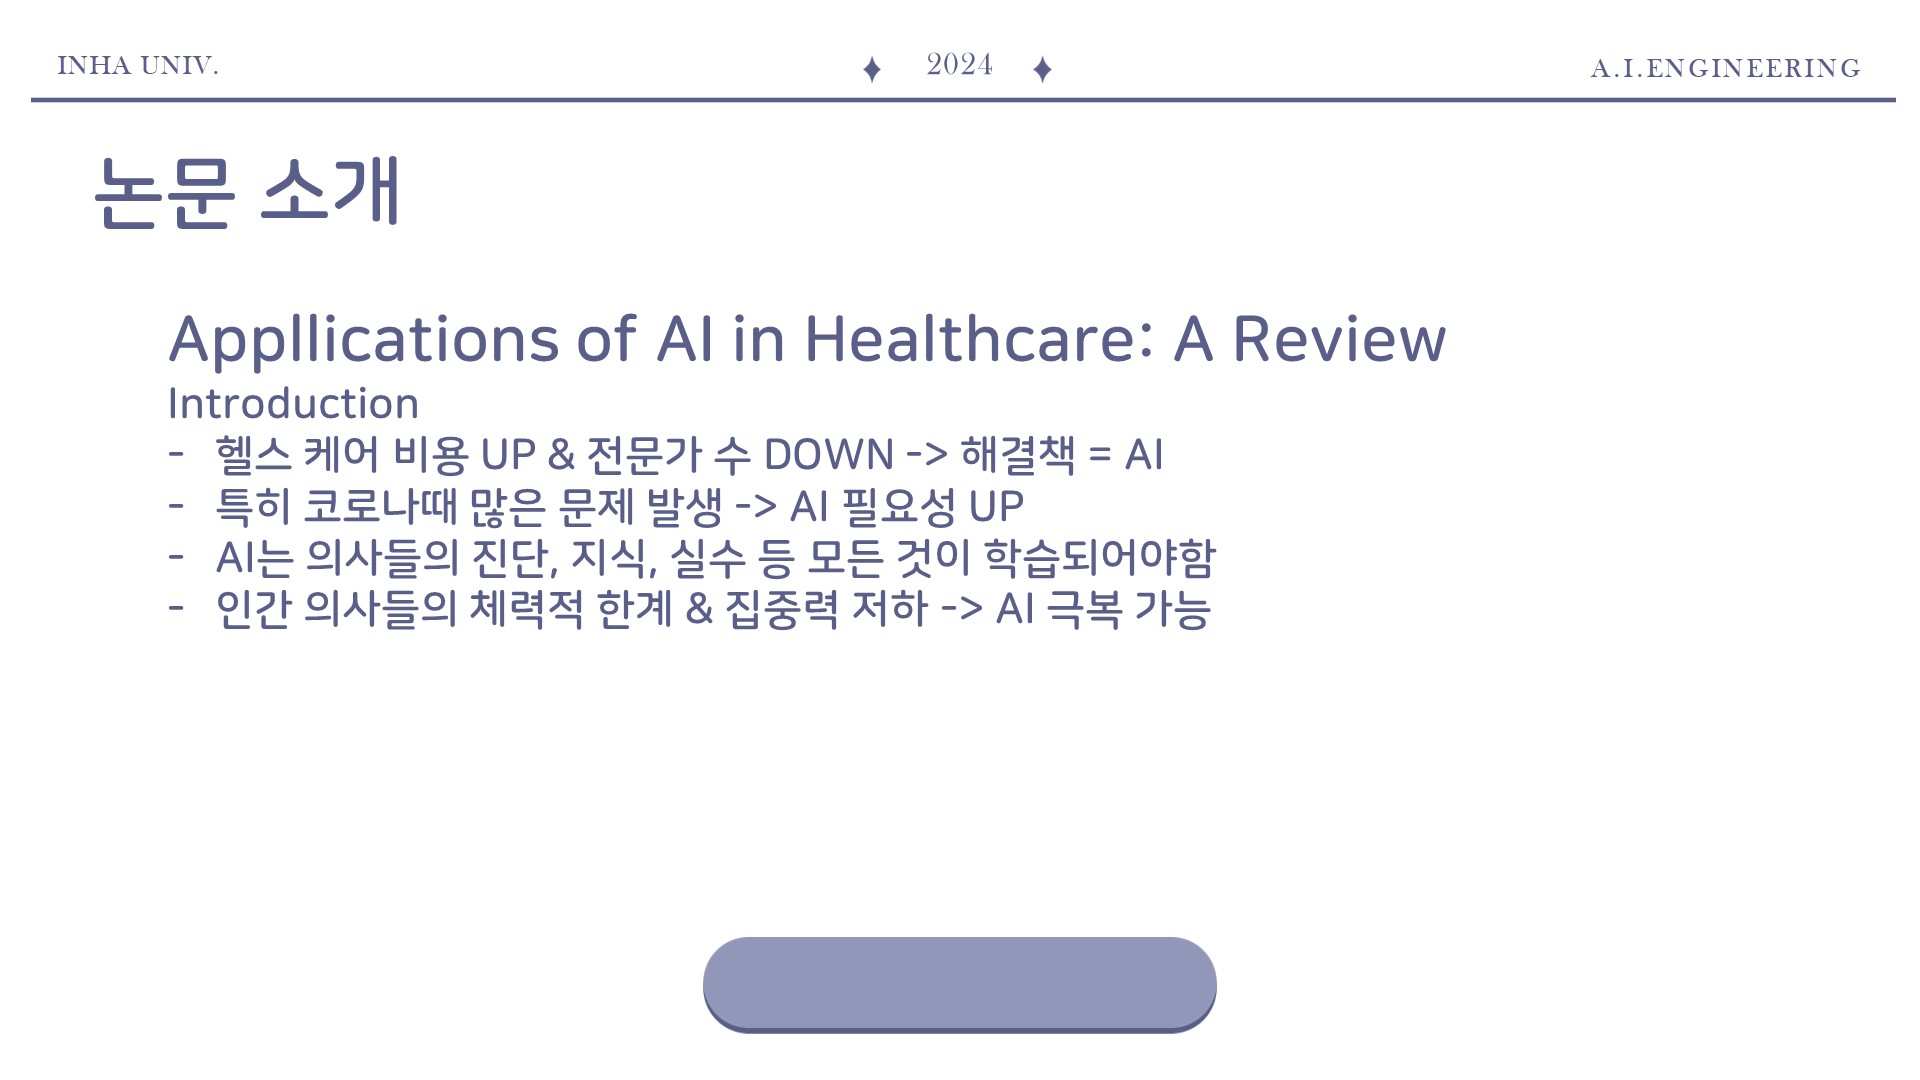 INHA UNIV.
2024
A.I.ENGINEERING
논문 소개
Appllications of AI in Healthcare: A Review
Introduction
- 헬스 케어 비용 UP & 전문가 수 DOWN -> 해결책 = AI
- 특히 코로나때 많은 문제 발생 -> AI 필요성 UP
- AI는 의사들의 진단, 지식, 실수 등 모든 것이 학습되어야함
- 인간 의사들의 체력적 한계 & 집중력 저하 -> AI 극복 가능